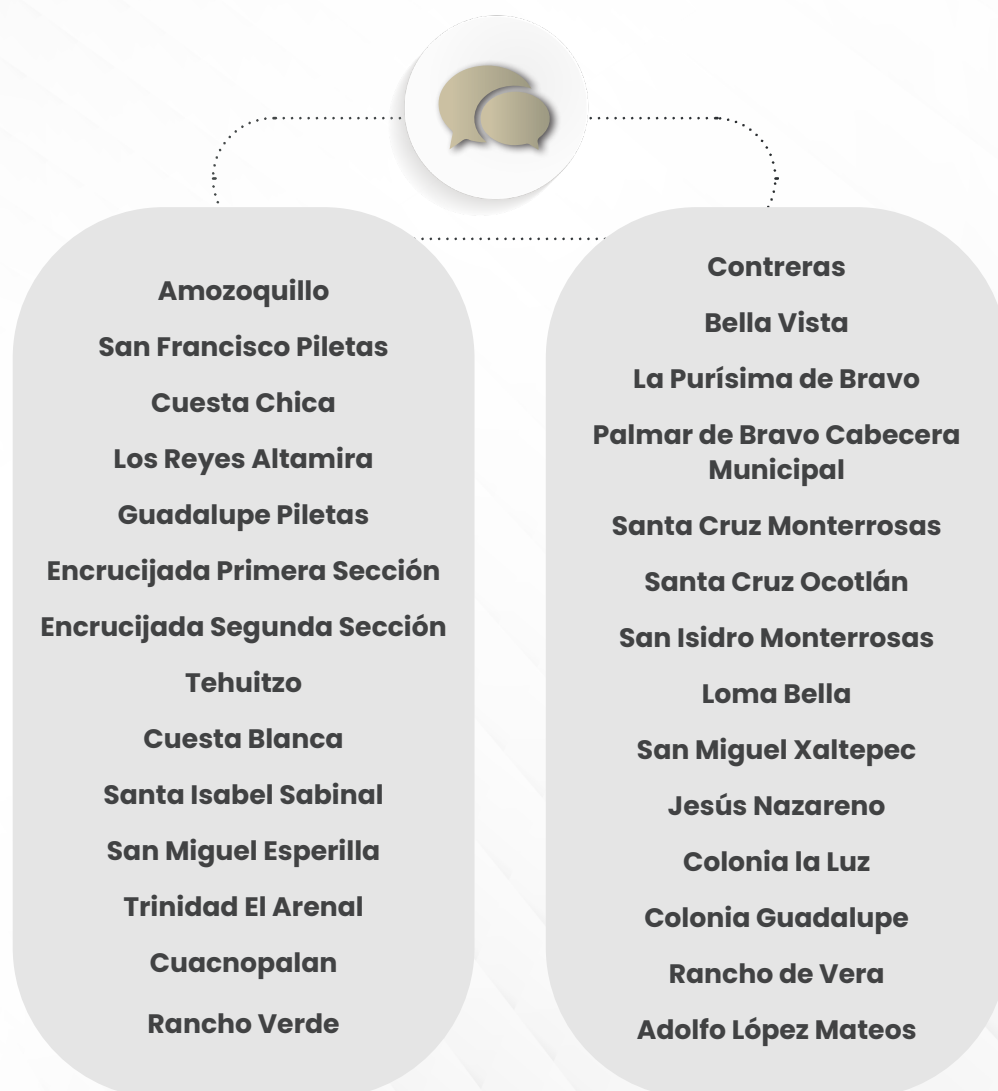 Amozoquillo
San Francisco Piletas
Cuesta Chica
Los Reyes Altamira
Guadalupe Piletas
Encrucijada Primera Sección
Encrucijada Segunda Sección
Tehuitzo
Cuesta Blanca
Santa Isabel Sabinal
San Miguel Esperilla
Trinidad El Arenal
Cuacnopalan
Rancho Verde
Contreras
Bella Vista
La Purísima de Bravo
Palmar de Bravo Cabecera
Municipal
Santa Cruz Monterrosas
Santa Cruz Ocotlán
San Isidro Monterrosas
Loma Bella
San Miguel Xaltepec
Jesús Nazareno
Colonia la Luz
Colonia Guadalupe
Rancho de Vera
Adolfo López Mateos